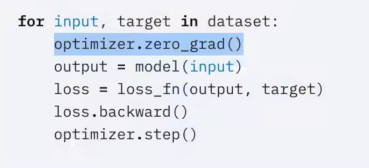 for input, target in dataset:
    optimizer.zero_grad()
    output = model(input)
    loss = loss_fn(output, target)
    loss.backward()
    optimizer.step()